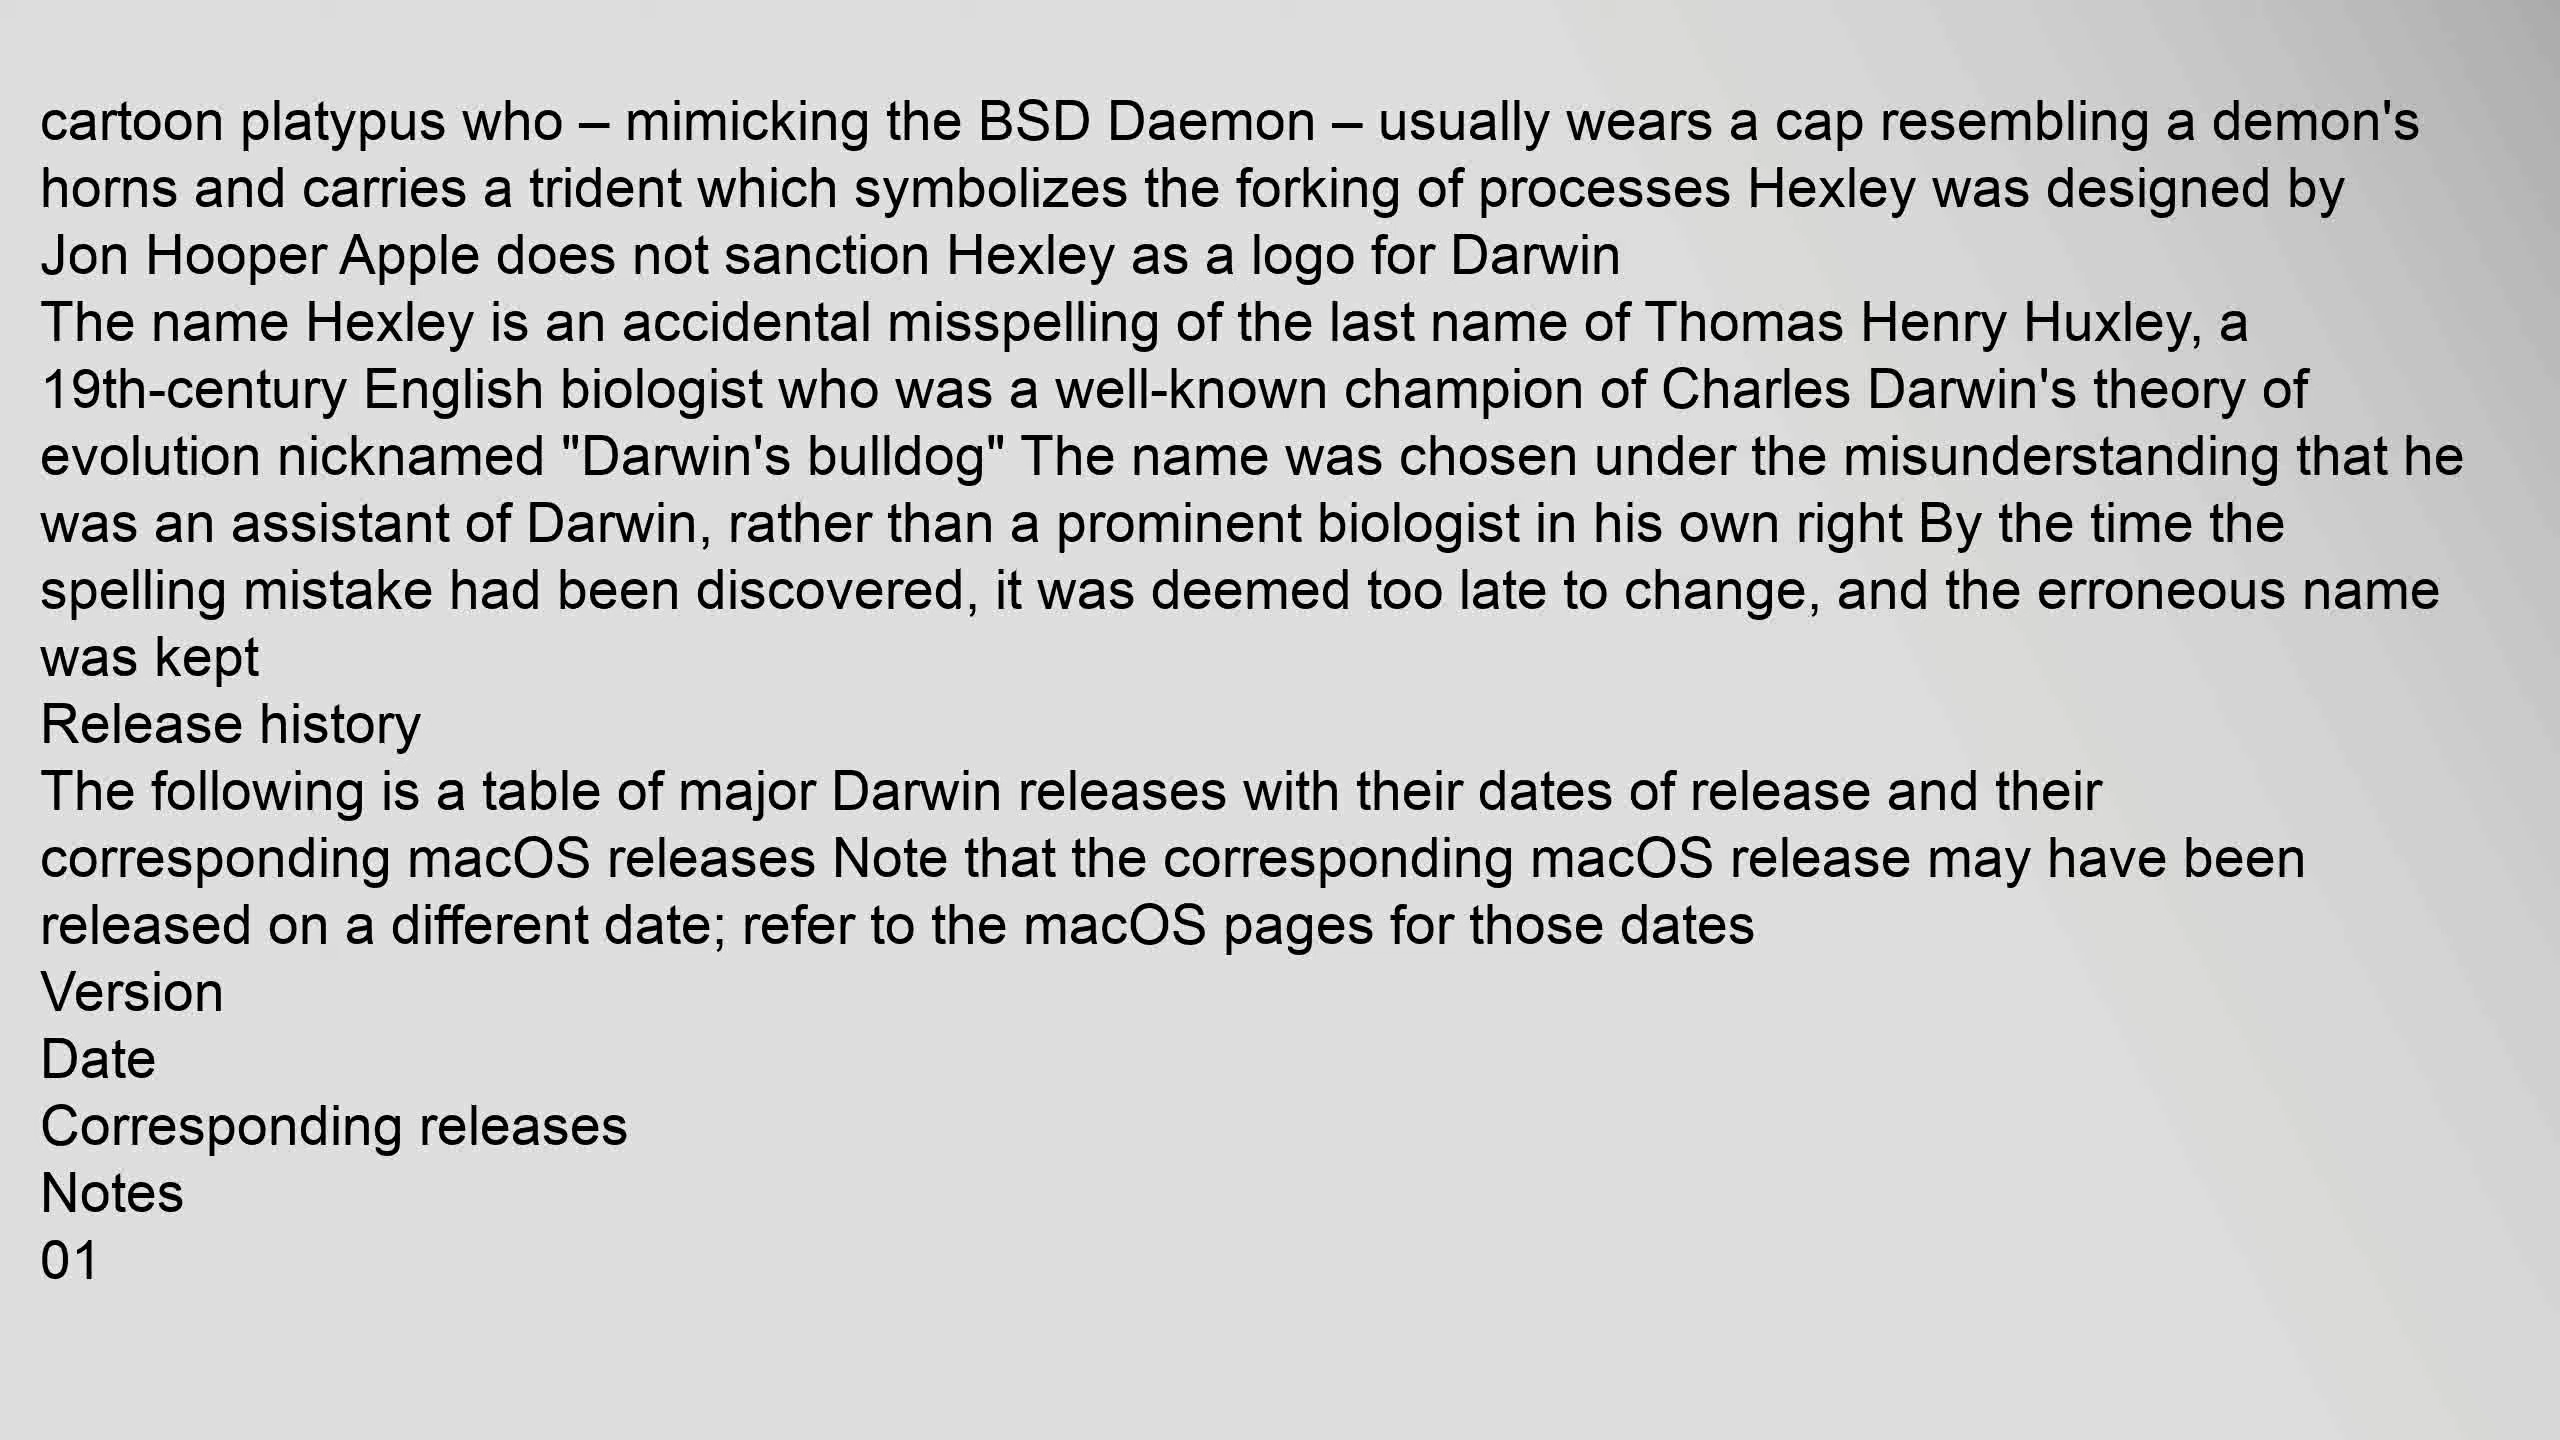 cartoon platypus who – mimicking the BSD Daemon – usually wears a cap resembling a demon's
horns and carries a trident which symbolizes the forking of processes Hexley was designed by
Jon Hooper Apple does not sanction Hexley as a logo for Darwin
The name Hexley is an accidental misspelling of the last name of Thomas Henry Huxley, a
19th-century English biologist who was a well-known champion of Charles Darwin's theory of
evolution nicknamed "Darwin's bulldog" The name was chosen under the misunderstanding that he
was an assistant of Darwin, rather than a prominent biologist in his own right By the time the
spelling mistake had been discovered, it was deemed too late to change, and the erroneous name
was kept
Release history
The following is a table of major Darwin releases with their dates of release and their
corresponding macOS releases Note that the corresponding macOS release may have been
released on a different date; refer to the macOS pages for those dates
Version
Date
Corresponding releases
Notes
01